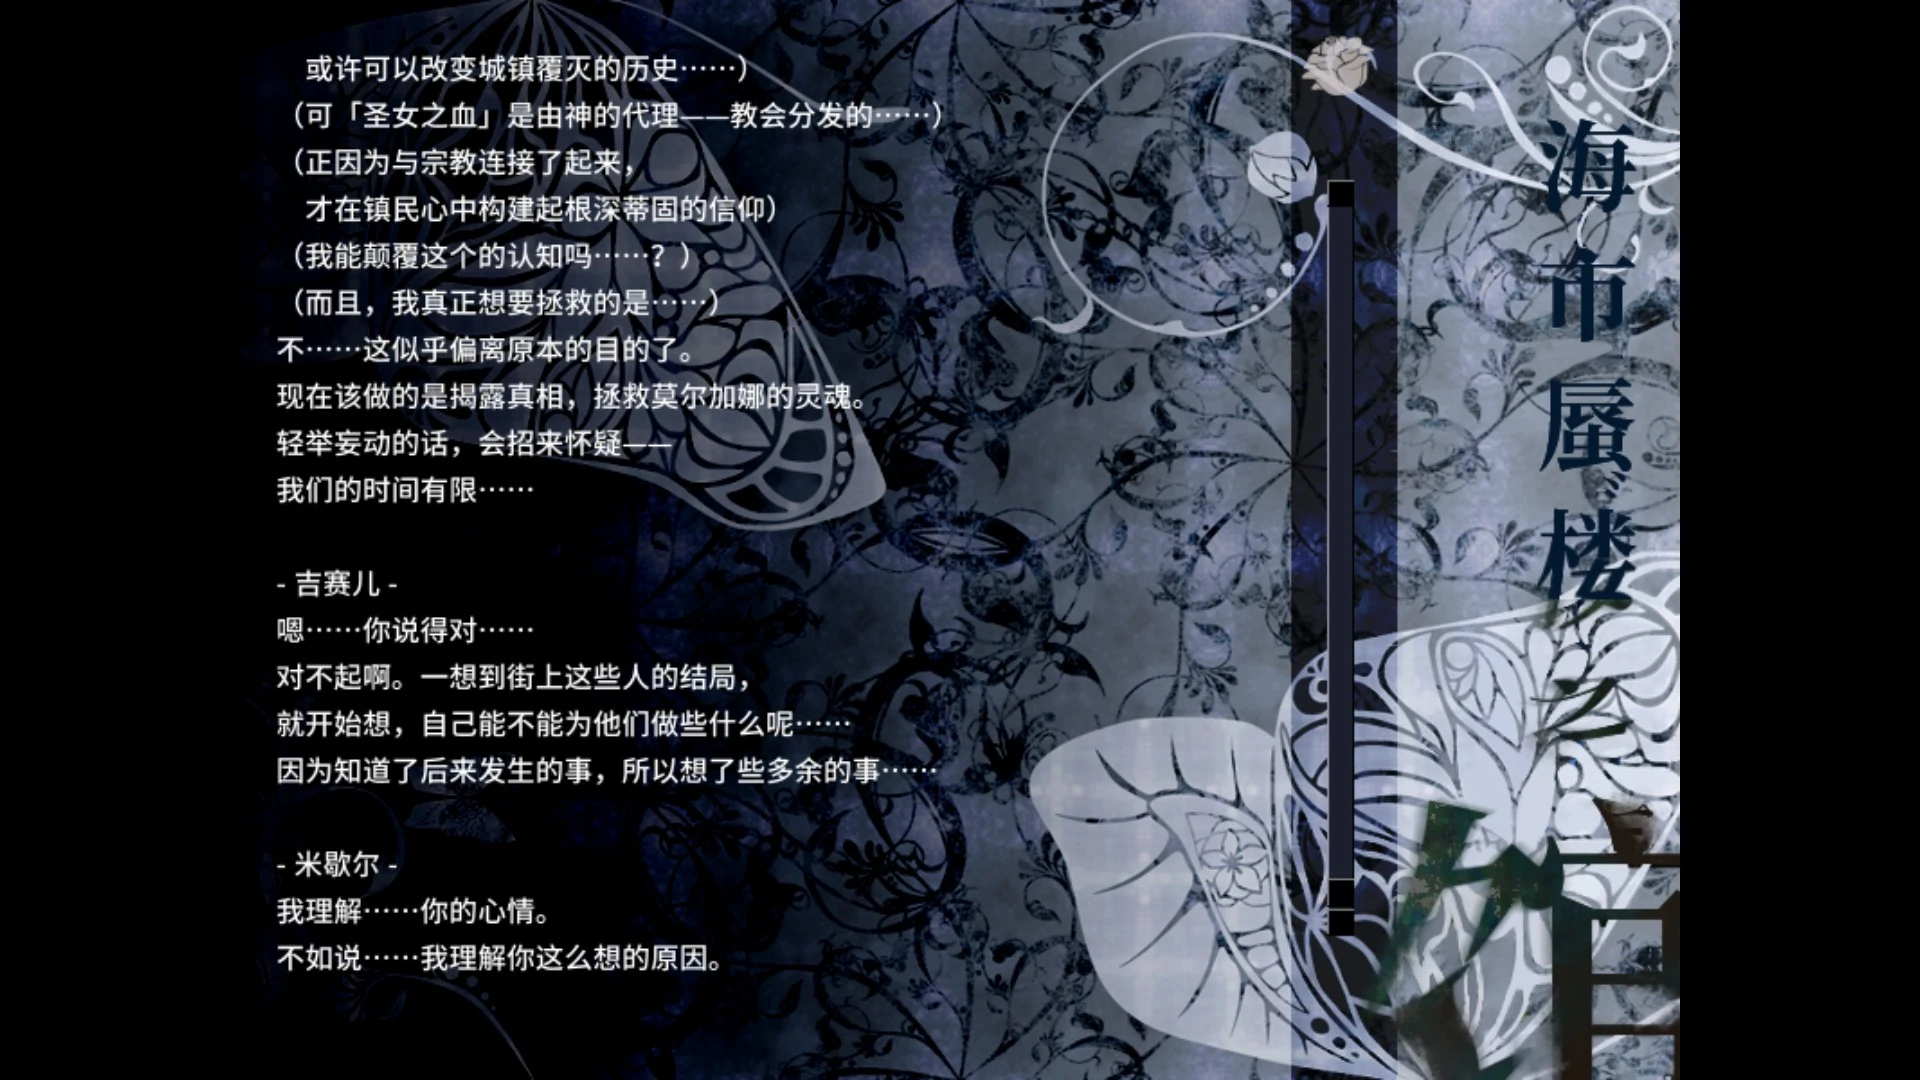 或许可以改变城镇覆灭的历史……）
（可「圣女之血」是由神的代理——教会分发的……）
（正因为与宗教连接了起来，
才在镇民心中构建起根深蒂固的信仰）
（我能颠覆这个的认知吗……？）
（而且，我真正想要拯救的是……）
不……这似乎偏离原本的目的了。
现在该做的是揭露真相，拯救莫尔加娜的灵魂。
轻举妄动的话，会招来怀疑——
我们的时间有限……
- 吉赛儿 -
嗯……你说得对……
对不起啊。一想到街上这些人的结局，
就开始想，自己能不能为他们做些什么呢……
因为知道了后来发生的事，所以想了些多余的事……
- 米歇尔 -
我理解……你的心情。
不如说……我理解你这么想的原因。
海市蜃楼之馆